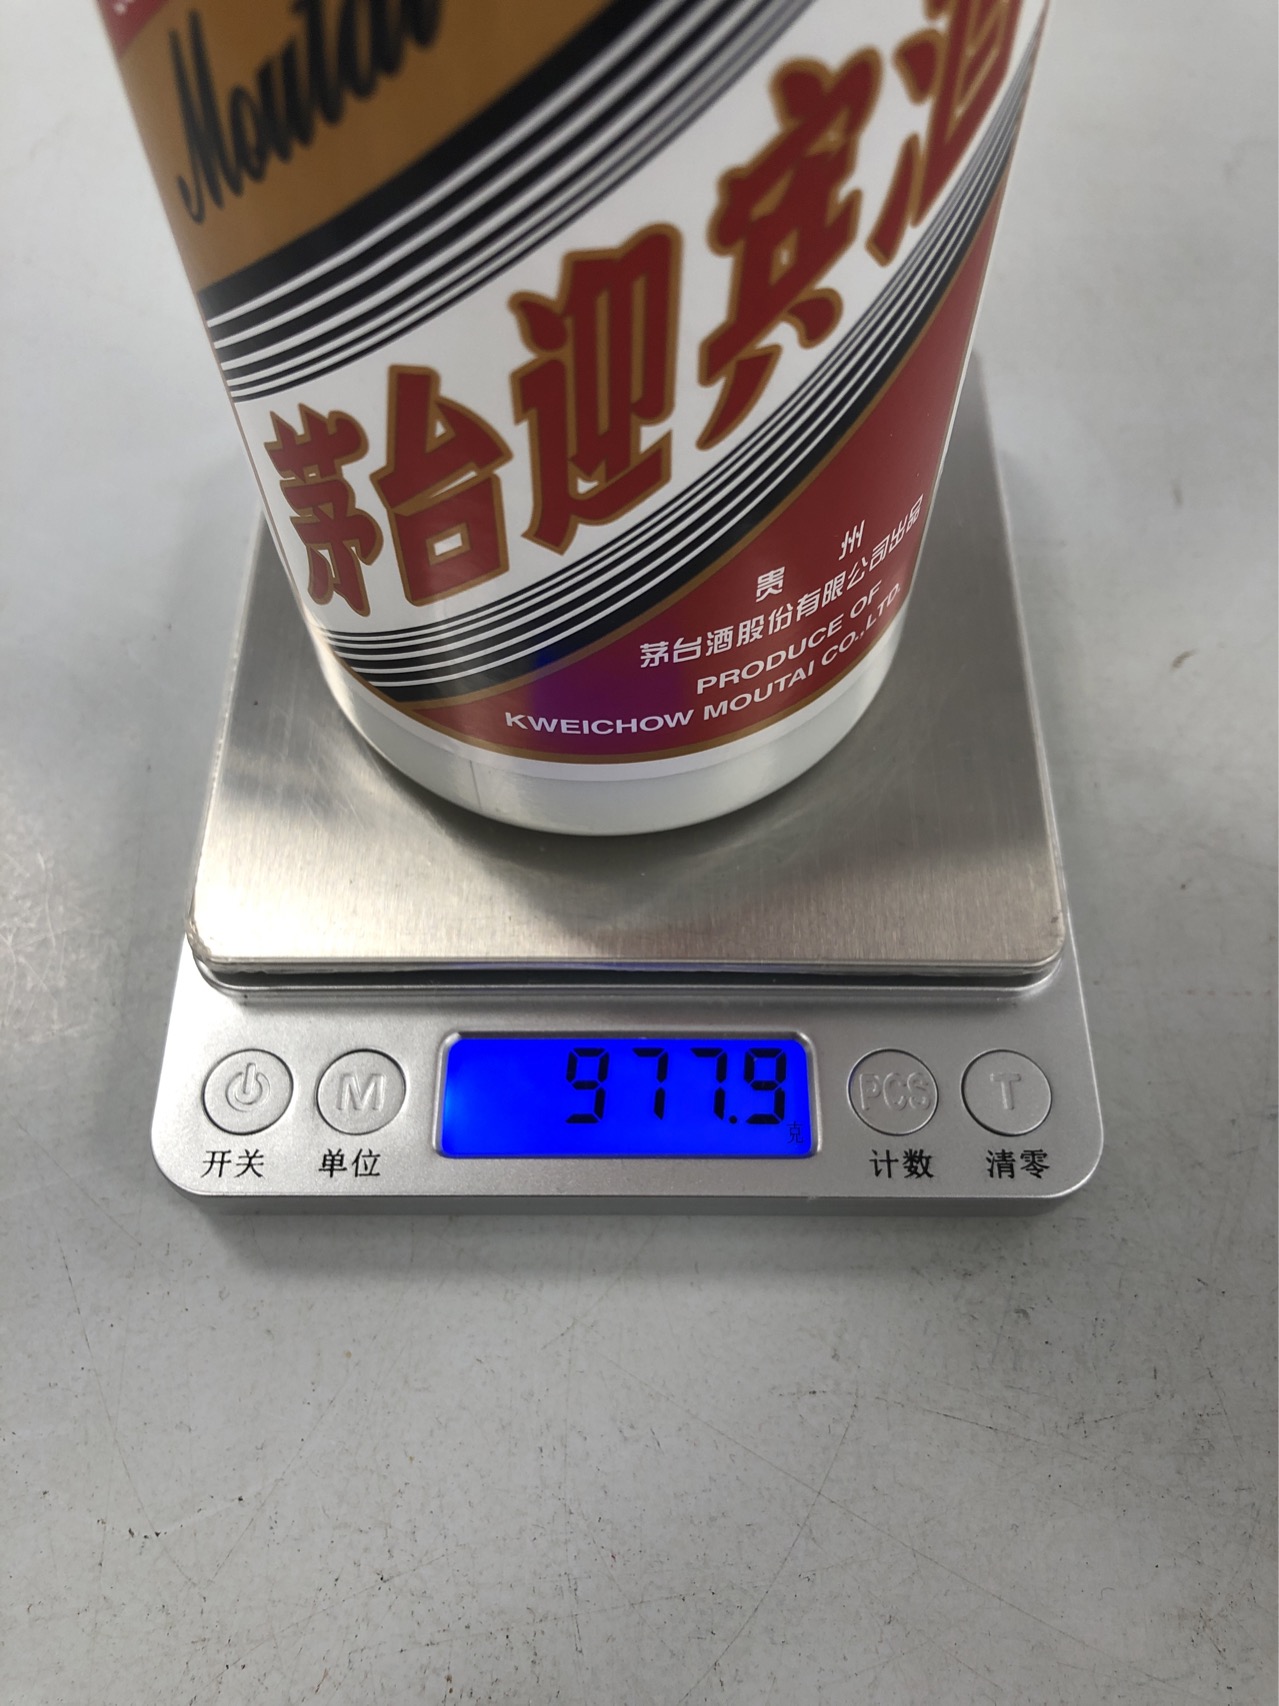 Moutai
茅台迎宾酒
贵 州
茅台酒股份有限公司出品
PRODUCE OF
KWEICHOW MOUTAI CO.,LTD.
977.9
克
M
PCS
T
开关
单位
计数
清零